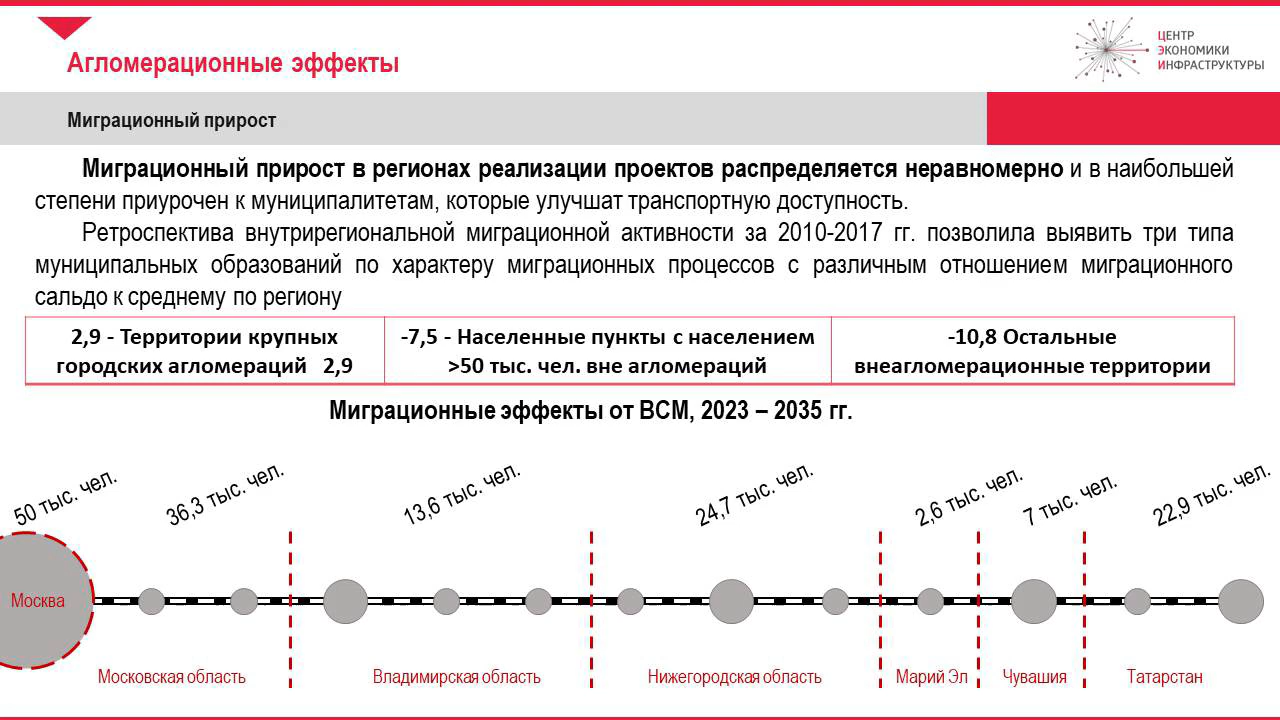 Агломерационные эффекты
ЦЕНТР
ЭКОНОМИКИ
ИНФРАСТРУКТУРЫ
Миграционный прирост
Миграционный прирост в регионах реализации проектов распределяется неравномерно и в наибольшей
степени приурочен к муниципалитетам, которые улучшат транспортную доступность.
Ретроспектива внутрирегиональной миграционной активности за 2010-2017 гг. позволила выявить три типа
муниципальных образований по характеру миграционных процессов с различным отношением миграционного
сальдо к среднему по региону
2,9 - Территории крупных
городских агломераций 2,9
-7,5 - Населенные пункты с населением
>50 тыс. чел. вне агломераций
-10,8 Остальные
внеагломерационные территории
Миграционные эффекты от ВСМ, 2023 – 2035 гг.
50 тыс. чел.
36,3 тыс. чел.
13,6 тыс. чел.
24,7 тыс. чел.
2,6 тыс. чел.
7 тыс. чел.
22,9 тыс. чел.
Москва
Московская область
Владимирская область
Нижегородская область
Марий Эл
Чувашия
Татарстан